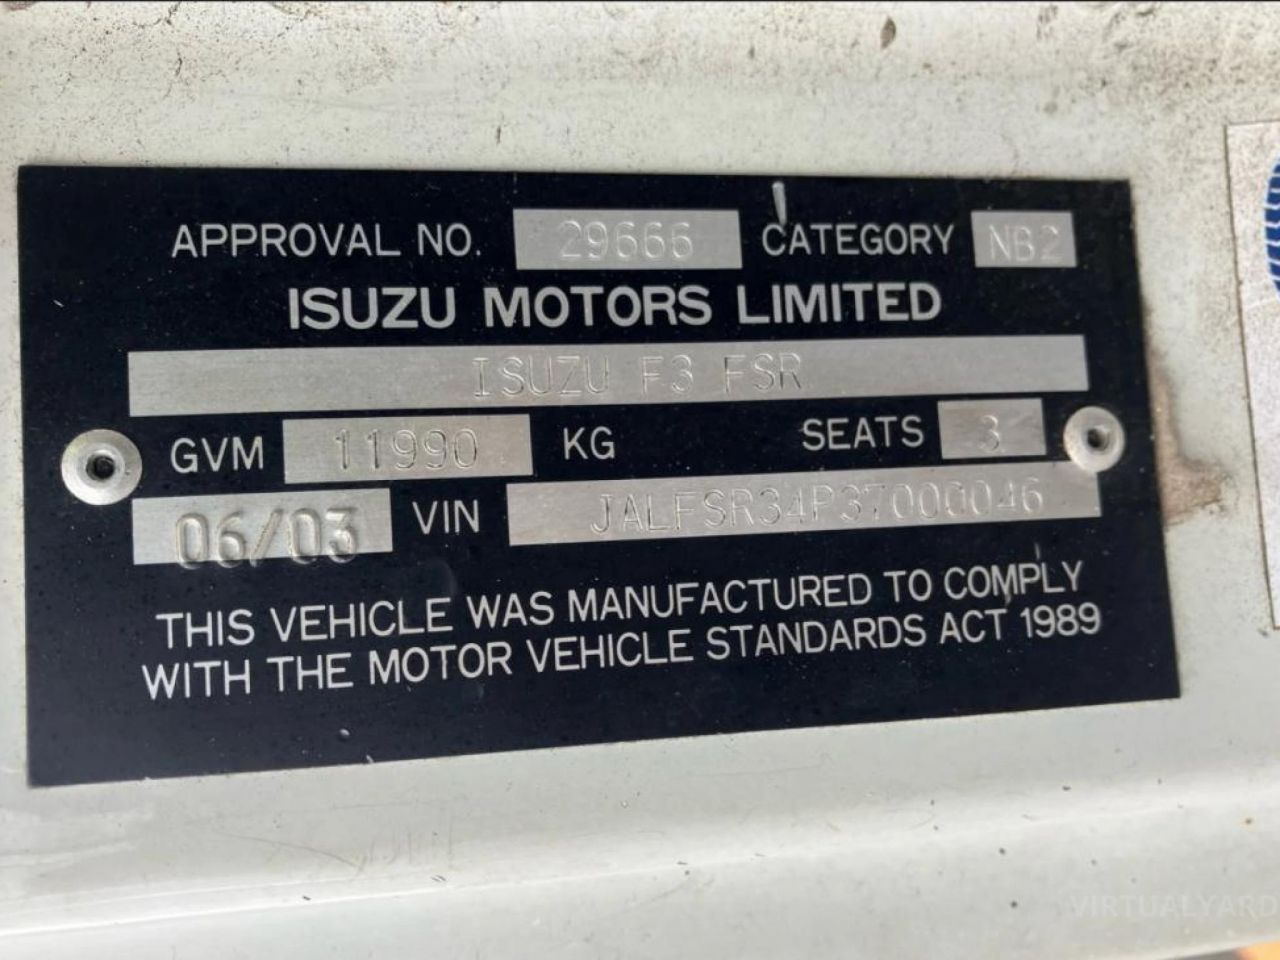 APPROVAL NO. 29666 CATEGORY NB2
ISUZU MOTORS LIMITED
ISUZU F3 FSR
GVM 11990 KG SEATS 3
06/03 VIN JALFSR34P37000046
THIS VEHICLE WAS MANUFACTURED TO COMPLY
WITH THE MOTOR VEHICLE STANDARDS ACT 1989
VIRTUALYARD